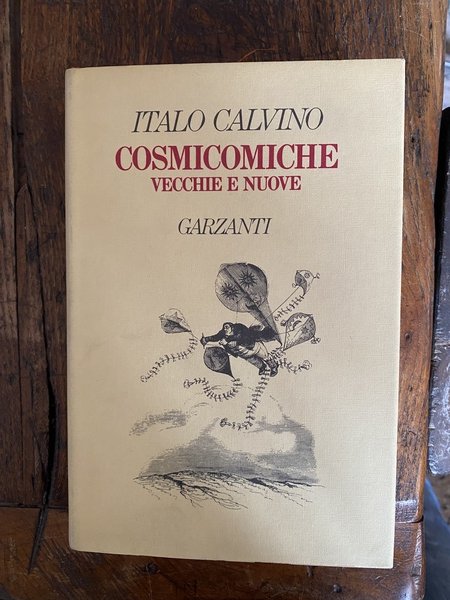 ITALO CALVINO
COSMICOMICHE
VECCHIE E NUOVE
GARZANTI